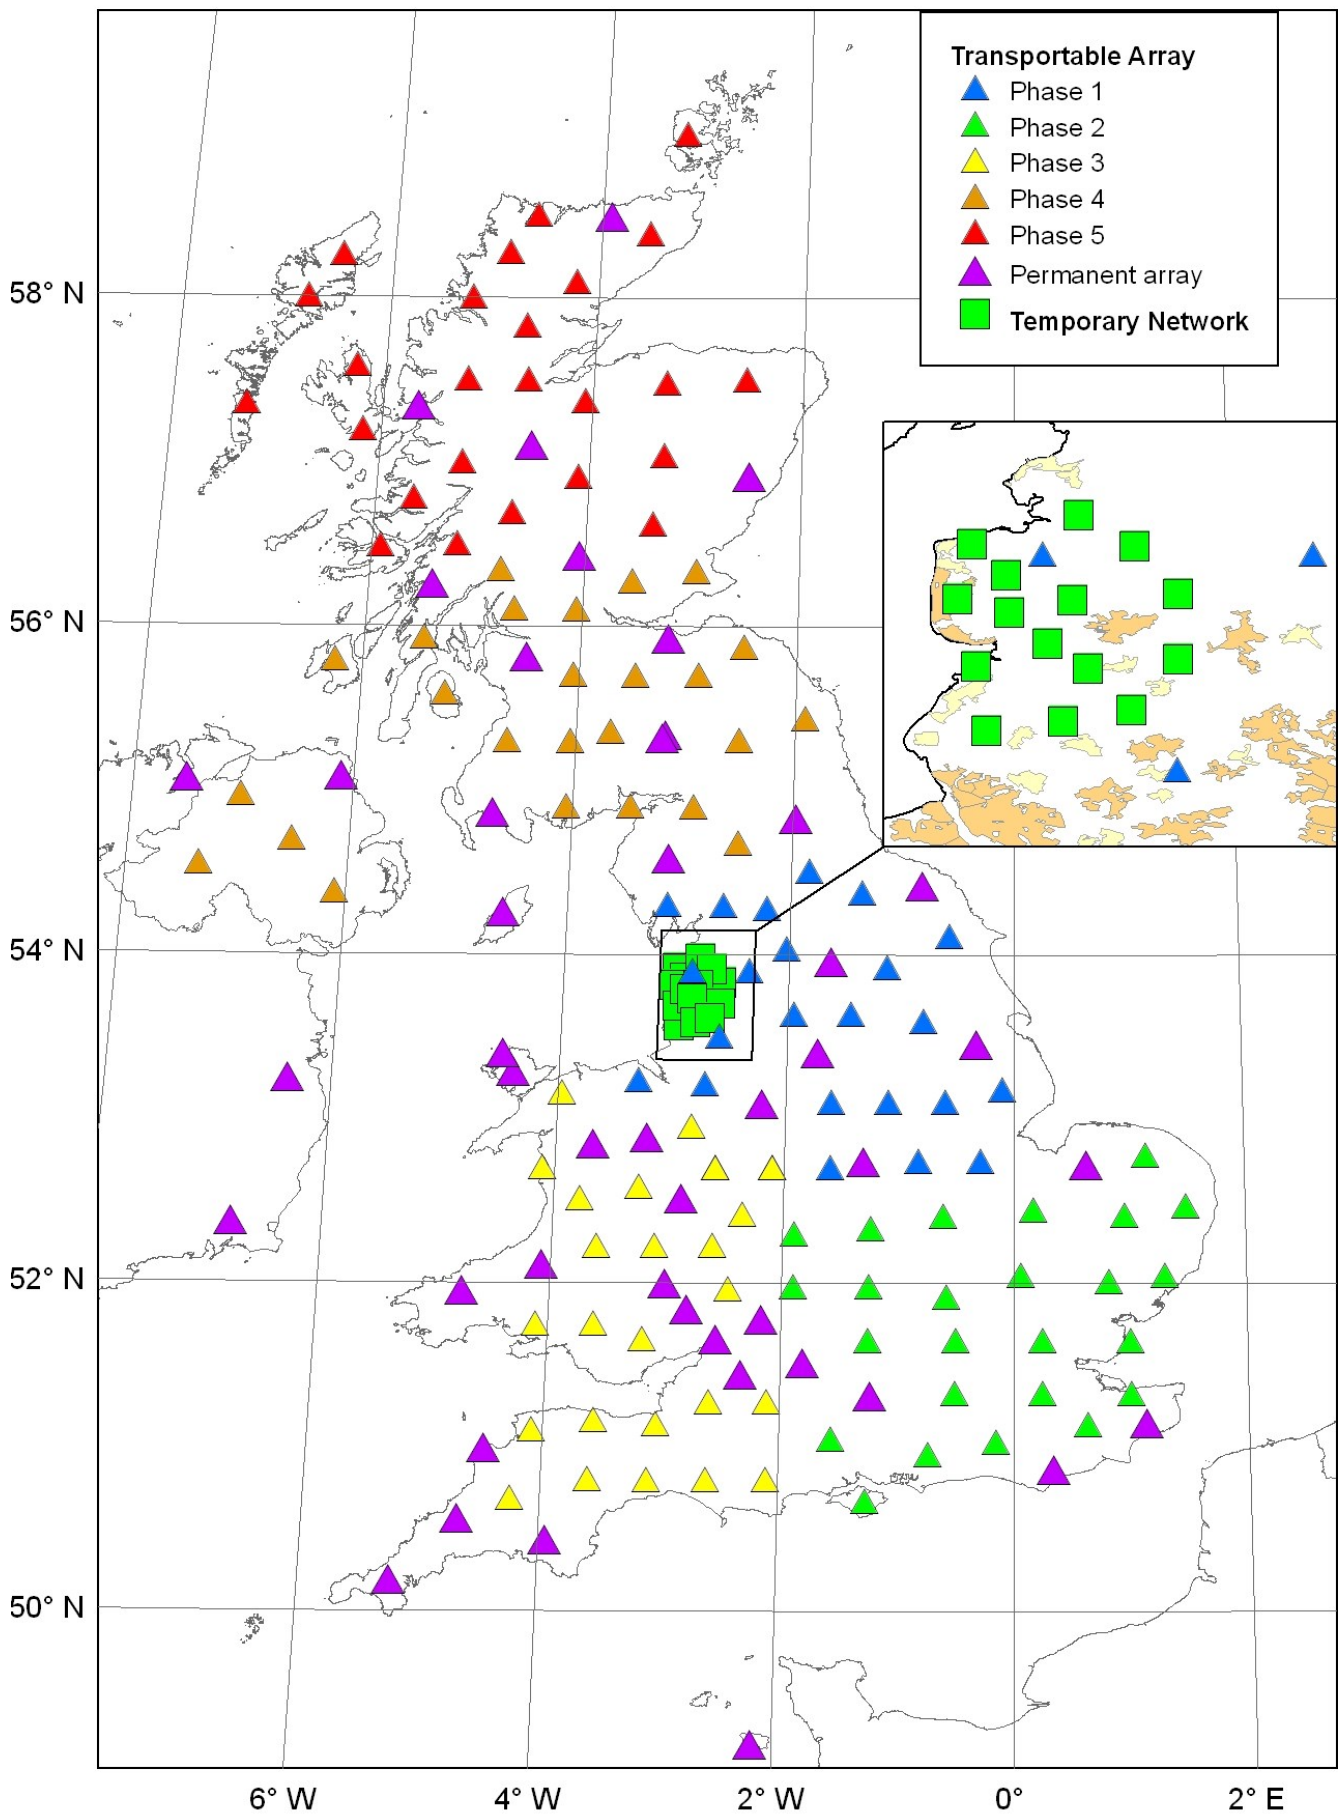 Transportable Array
Phase 1
Phase 2
Phase 3
Phase 4
Phase 5
Permanent array
Temporary Network
58° N
56° N
54° N
52° N
50° N
6° W
4° W
2° W
0°
2° E